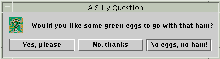 A Silly Question
Would you like some green eggs to go with that ham?
Yes, please
No, thanks
No eggs, no ham!